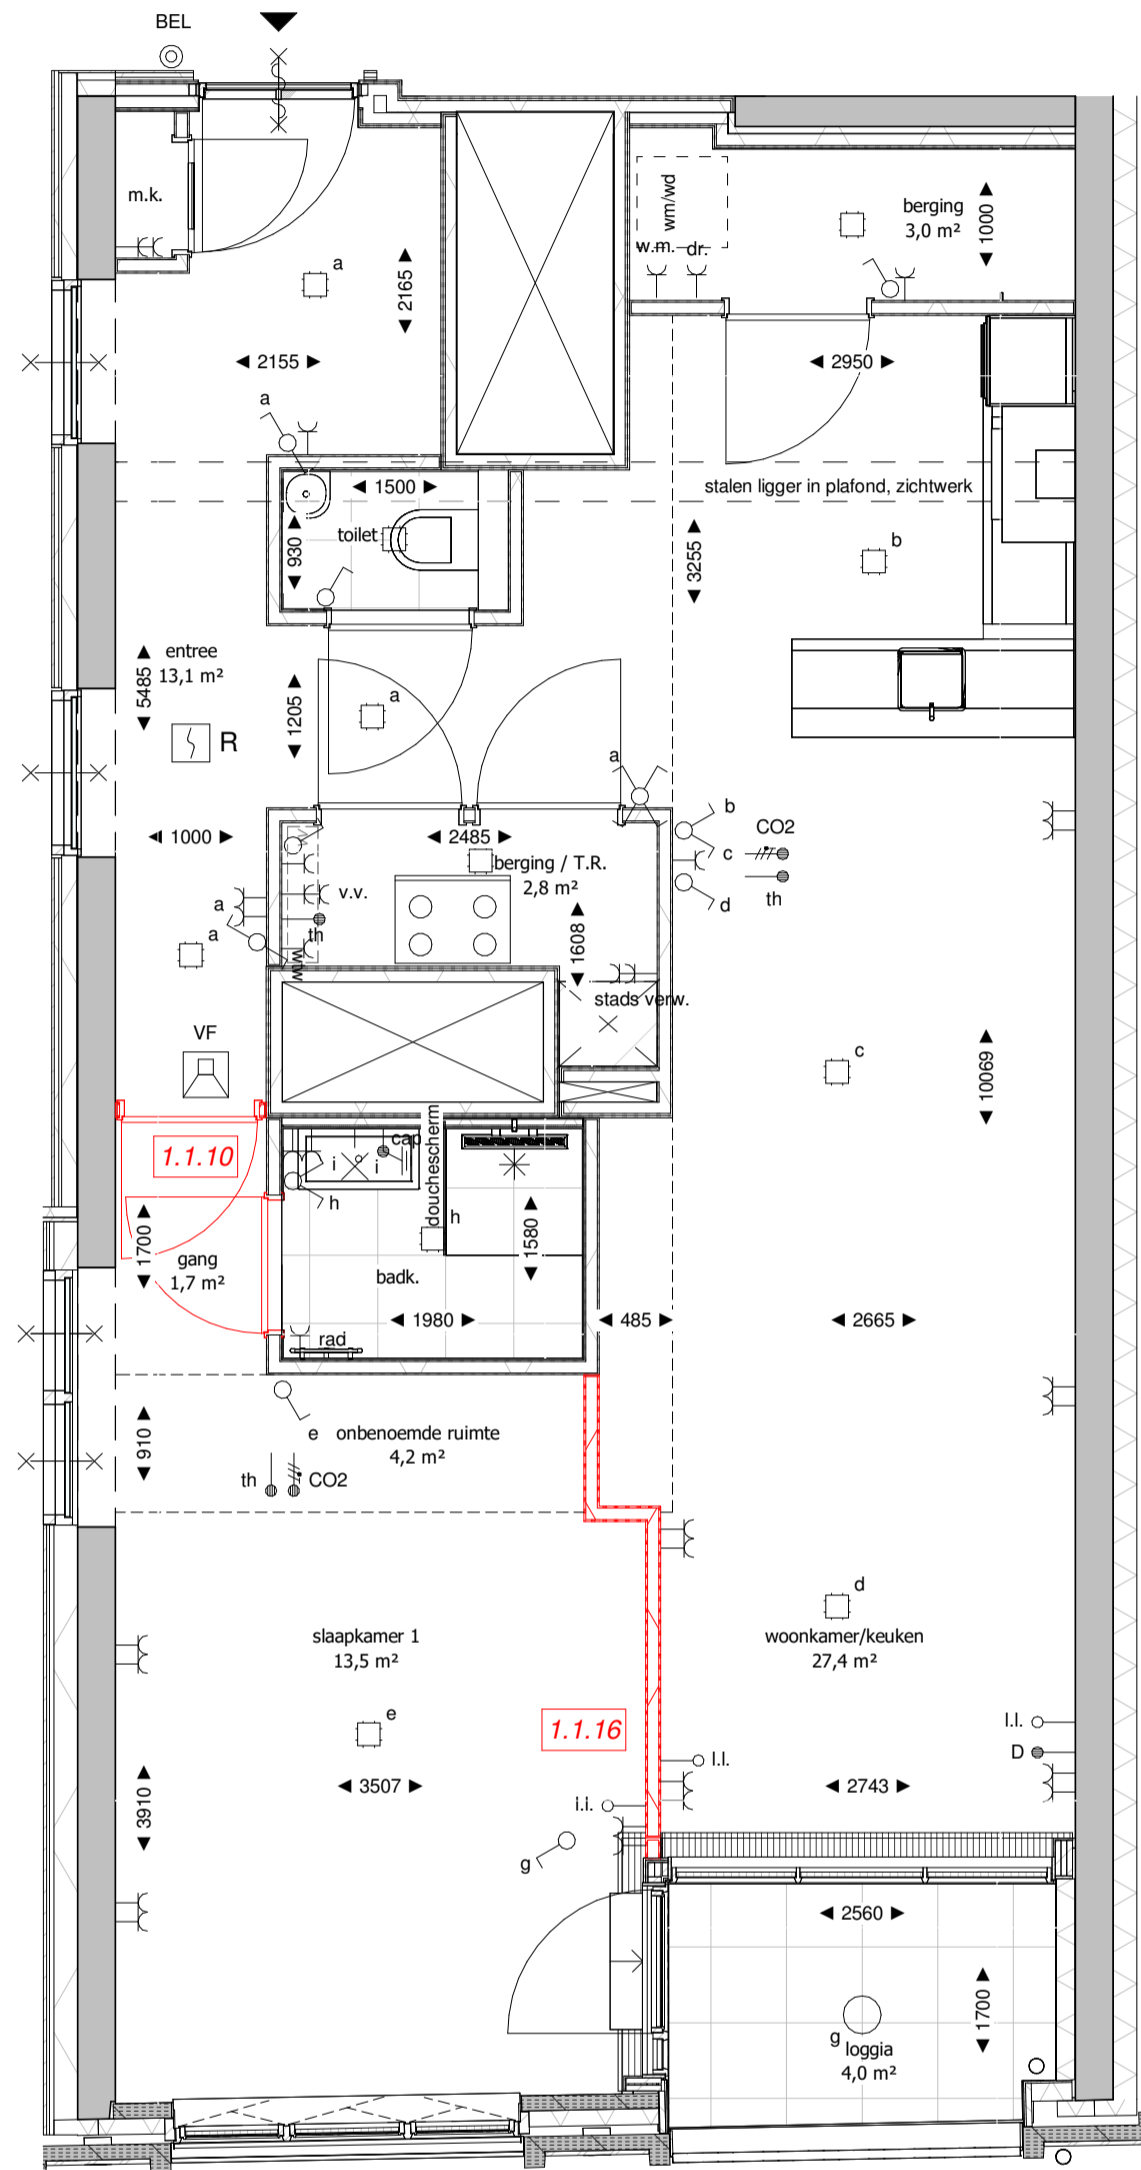 BEL
m.k.
wm/wd
berging
3,0 m²
1000
w.m.
dr.
a
2165
2155
2950
a
1500
stalen ligger in plafond, zichtwerk
toilet
930
3255
b
entree
13,1 m²
5485
1205
a
R
a
b
CO2
c
1000
2485
berging / T.R.
2,8 m²
v.v.
th
d
th
a
a
1608
WTW
stads verw.
VF
c
10069
1.1.10
douchescherm
cap
i
i
h
h
1700
gang
1,7 m²
1580
badk.
1980
485
2665
rad
910
e
onbenoemde ruimte
4,2 m²
th
CO2
d
slaapkamer 1
13,5 m²
woonkamer/keuken
27,4 m²
e
1.1.16
l.l.
l.l.
D
3910
3507
2743
i.i.
g
2560
1700
g
loggia
4,0 m²